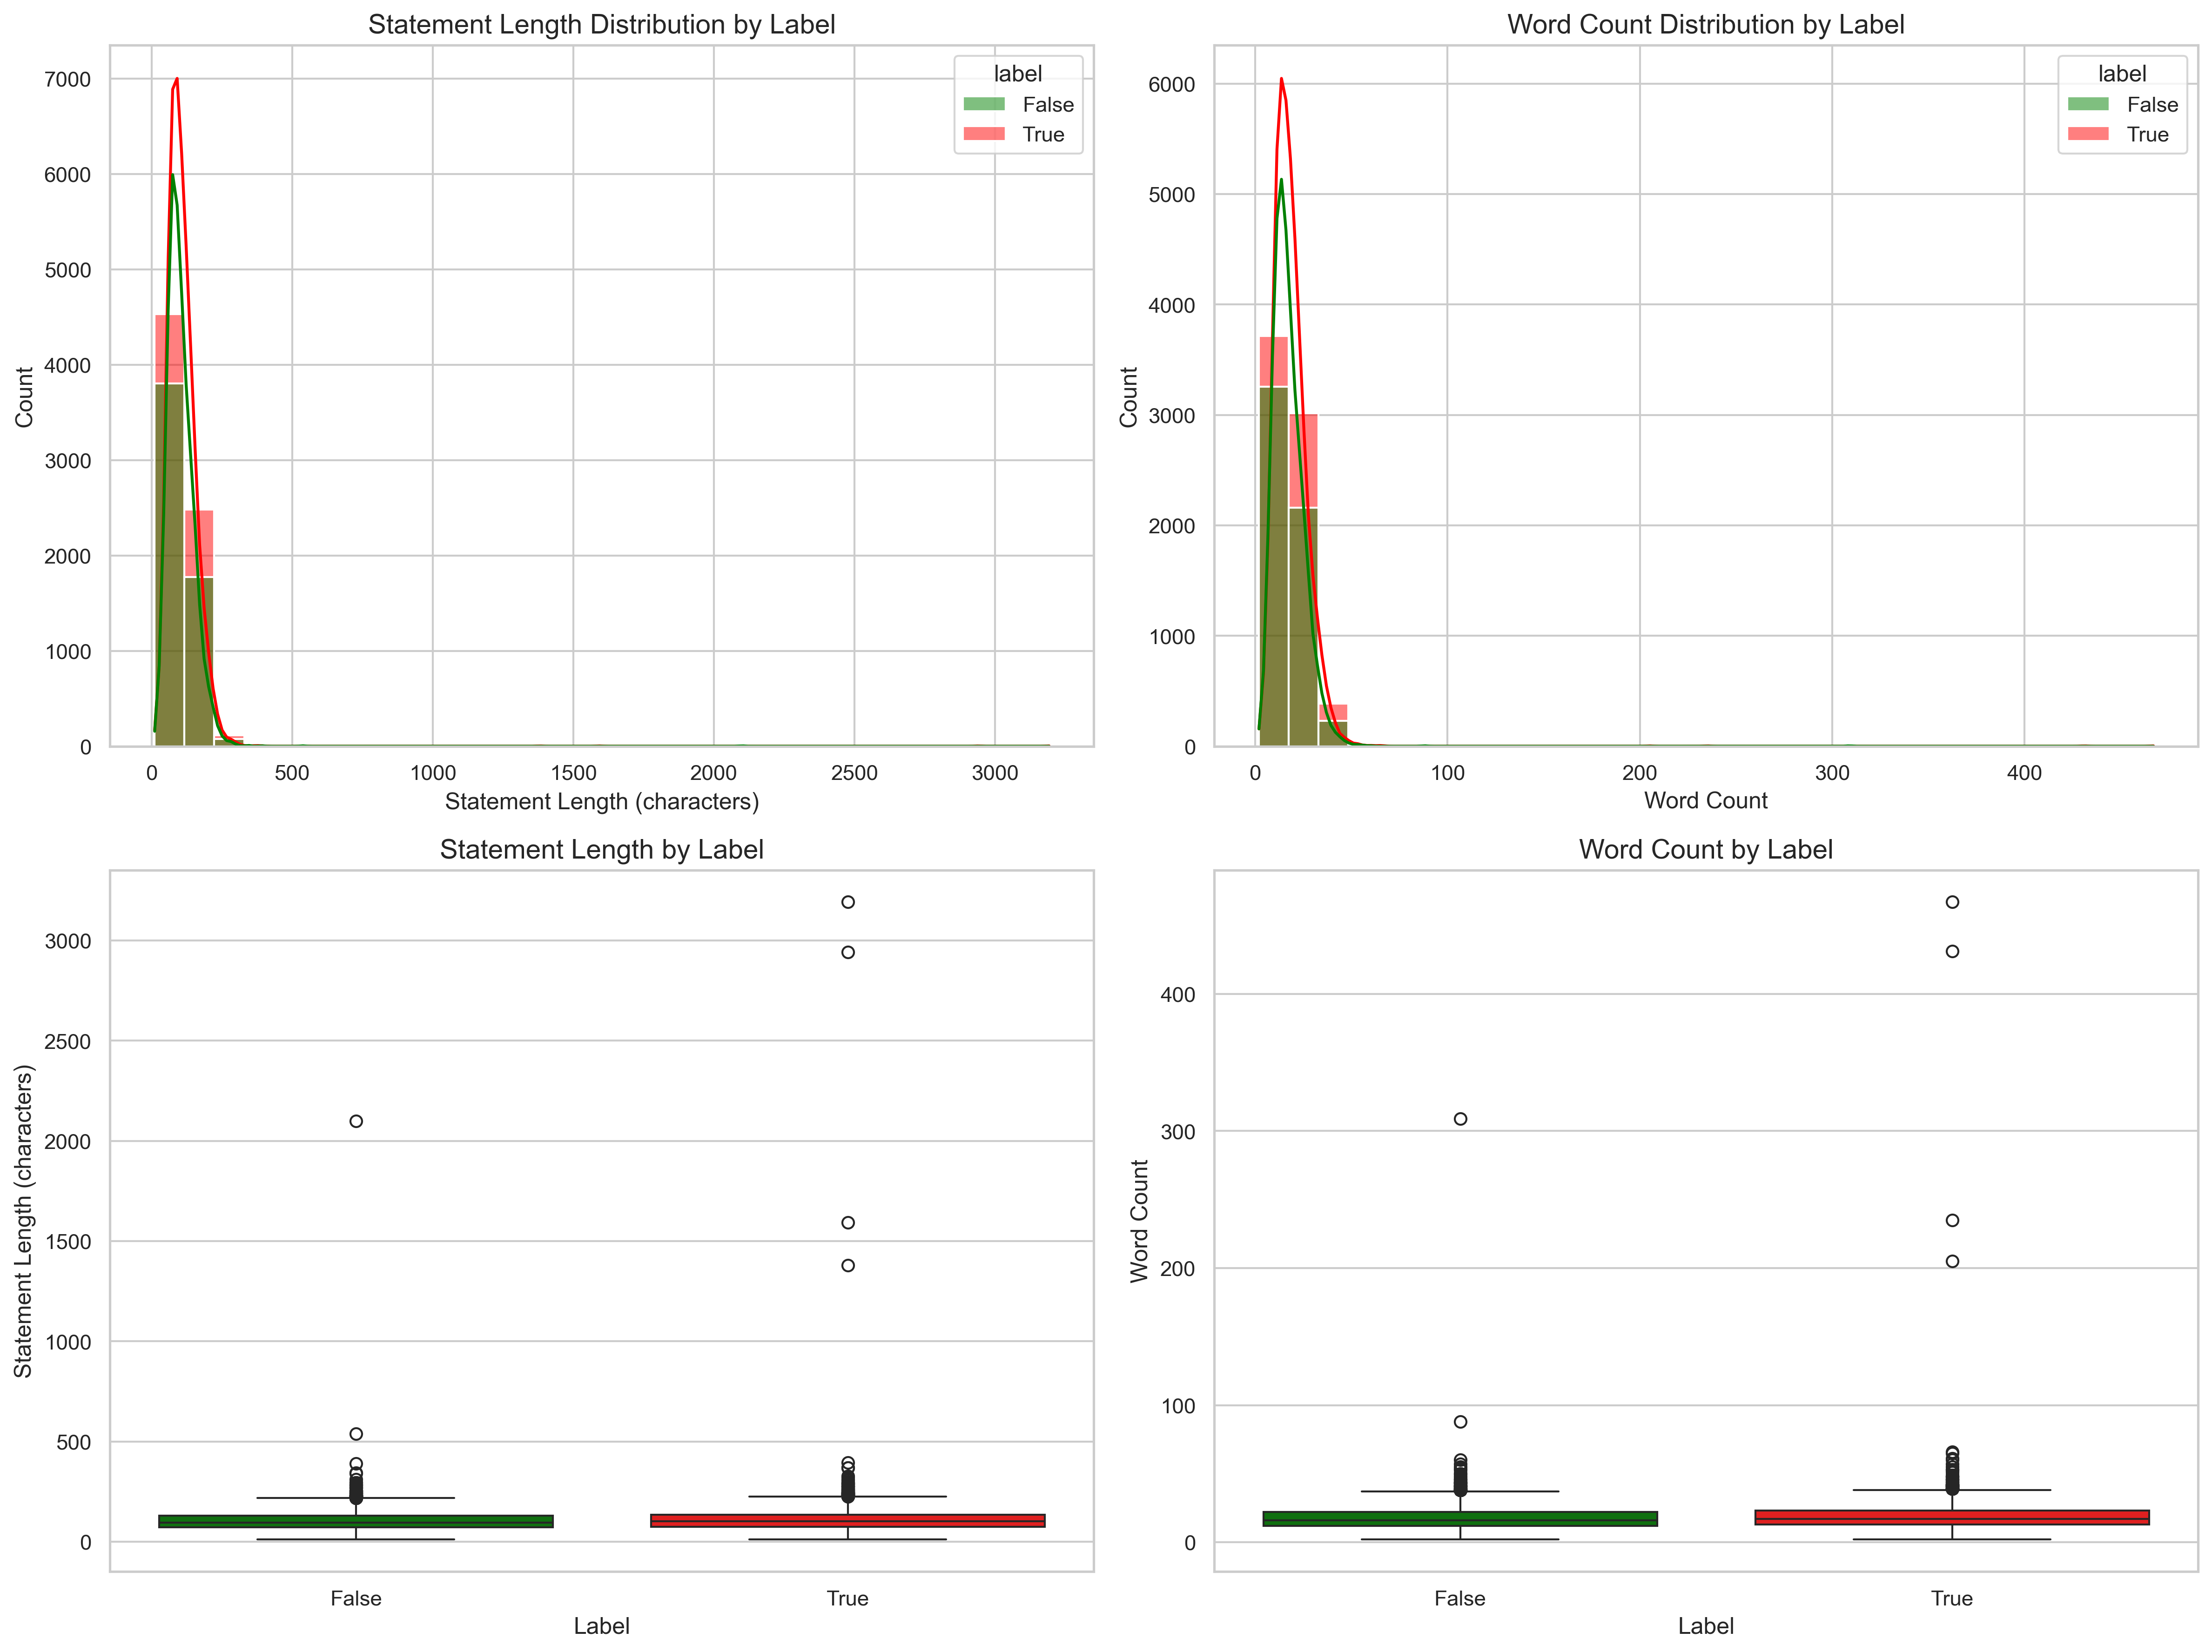 Statement Length Distribution by Label
7000
6000
5000
4000
3000
2000
1000
0
Count
0 500 1000 1500 2000 2500 3000
Statement Length (characters)
label
False
True
Word Count Distribution by Label
6000
5000
4000
3000
2000
1000
0
Count
0 100 200 300 400
Word Count
label
False
True
Statement Length by Label
3000
2500
2000
1500
1000
500
0
Statement Length (characters)
False True
Label
Word Count by Label
400
300
200
100
0
Word Count
False True
Label